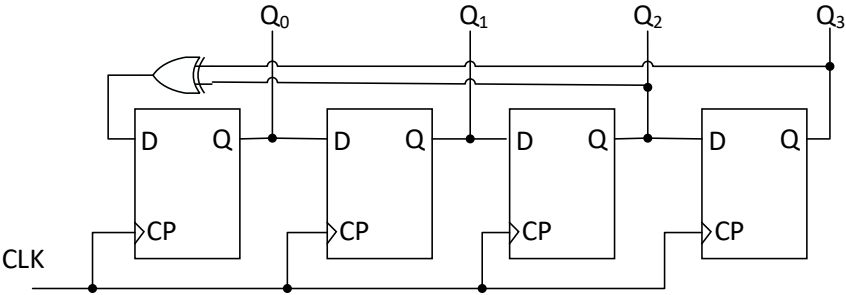 Q₀ Q₁ Q₂ Q₃
D Q D Q D Q D Q
CP CP CP CP
CLK